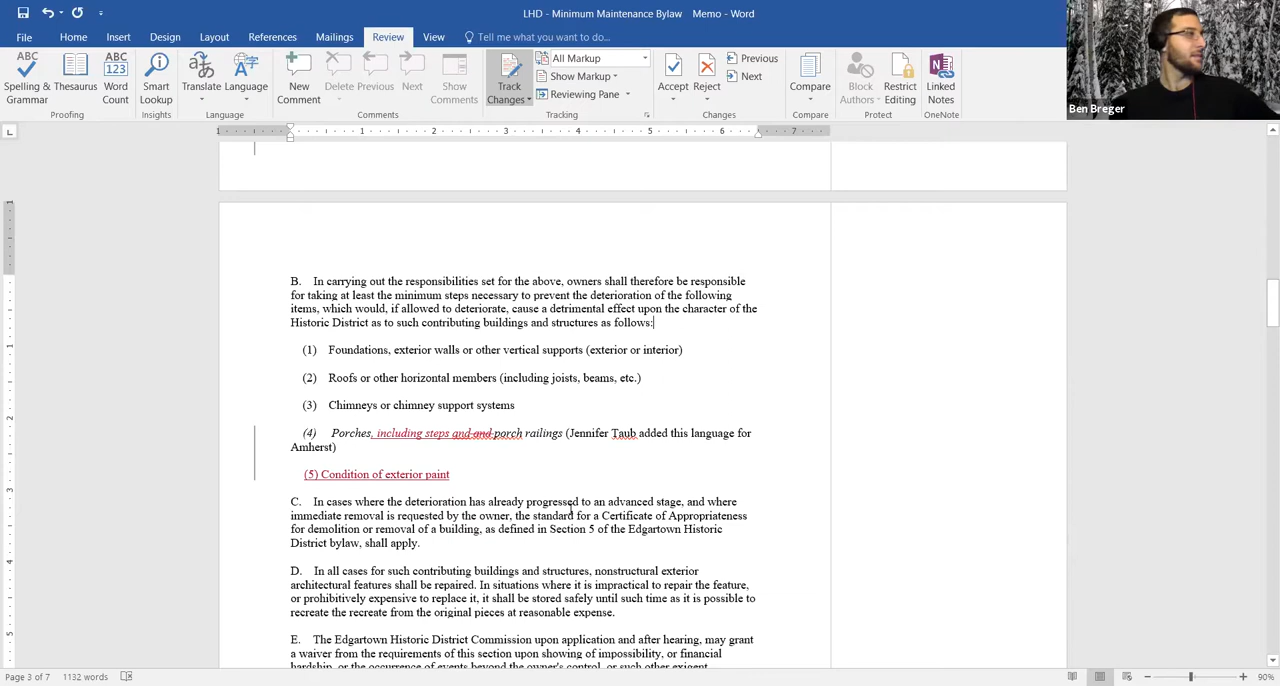 LHD - Minimum Maintenance Bylaw Memo - Word
File Home Insert Design Layout References Mailings Review View Tell me what you want to do...
All Markup
Previous
Show Markup
Next
Reviewing Pane
ABC
ABC
123
Spelling & Thesaurus Word Smart Translate Language New Delete Previous Next Show Track Accept Reject Compare Block Restrict Linked
Grammar Count Lookup Comment Comments Changes Authors Editing Notes
Proofing Insights Language Comments Tracking Changes Compare Protect OneNote
Ben Breger
1 1 2 3 4 5 6 7
B. In carrying out the responsibilities set for the above, owners shall therefore be responsible
for taking at least the minimum steps necessary to prevent the deterioration of the following
items, which would, if allowed to deteriorate, cause a detrimental effect upon the character of the
Historic District as to such contributing buildings and structures as follows:
(1) Foundations, exterior walls or other vertical supports (exterior or interior)
(2) Roofs or other horizontal members (including joists, beams, etc.)
(3) Chimneys or chimney support systems
(4) Porches, including steps and and porch railings (Jennifer Taub added this language for
Amherst)
(5) Condition of exterior paint
C. In cases where the deterioration has already progressed to an advanced stage, and where
immediate removal is requested by the owner, the standard for a Certificate of Appropriateness
for demolition or removal of a building, as defined in Section 5 of the Edgartown Historic
District bylaw, shall apply.
D. In all cases for such contributing buildings and structures, nonstructural exterior
architectural features shall be repaired. In situations where it is impractical to repair the feature,
or prohibitively expensive to replace it, it shall be stored safely until such time as it is possible to
recreate the recreate from the original pieces at reasonable expense.
E. The Edgartown Historic District Commission upon application and after hearing, may grant
a waiver from the requirements of this section upon showing of impossibility, or financial
hardship, or the occurrence of events beyond the owner's control, or such other exigent
Page 3 of 7 1132 words 90%